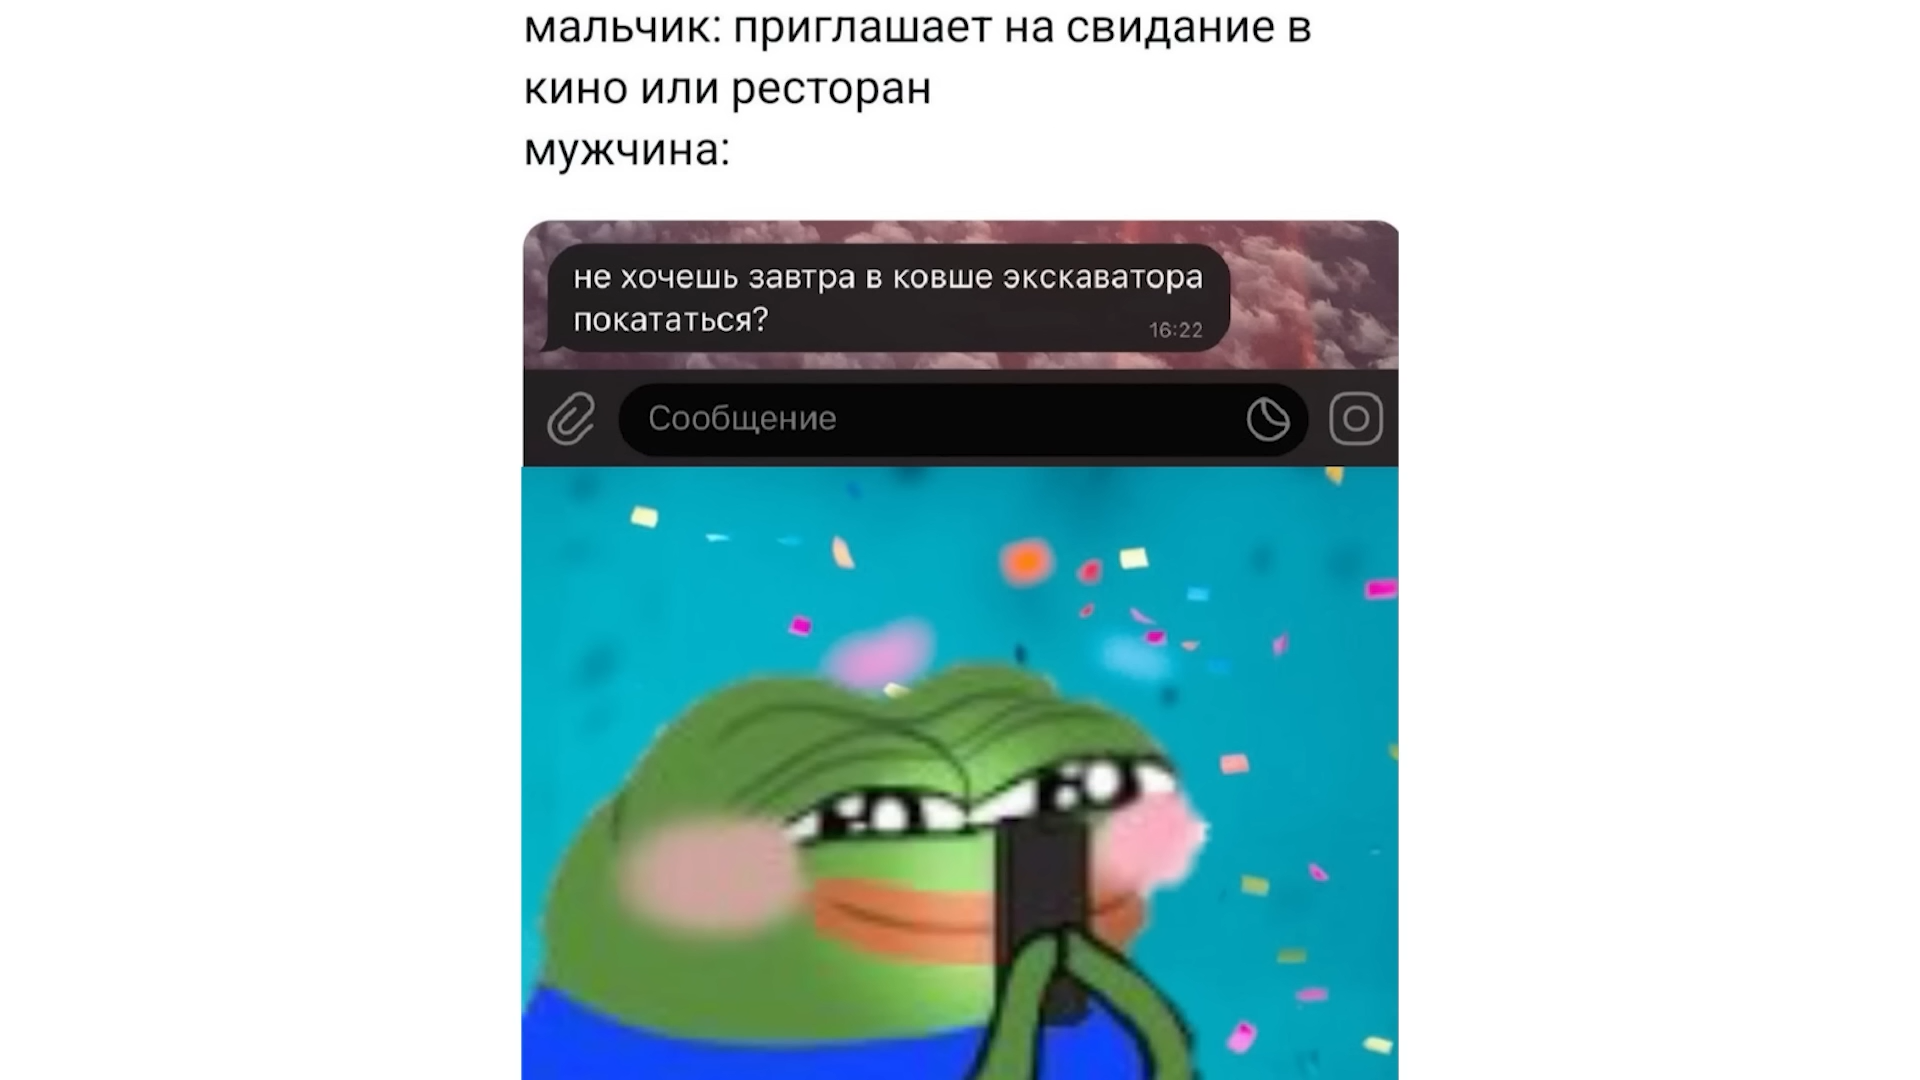 мальчик: приглашает на свидание в
кино или ресторан
мужчина:
не хочешь завтра в ковше экскаватора
покататься?
16:22
Сообщение